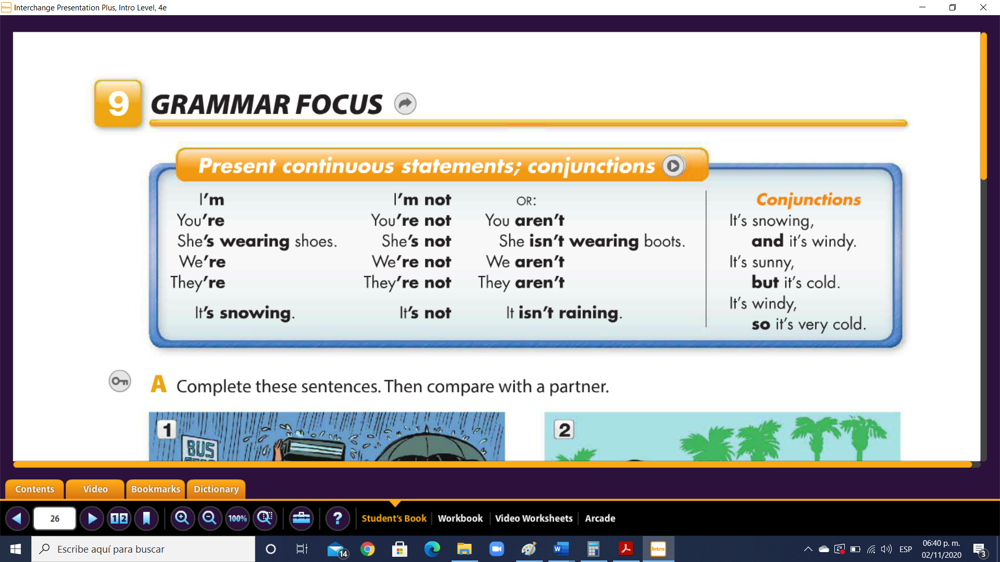 Intro
Interchange Presentation Plus, Intro Level, 4e
9 GRAMMAR FOCUS
Present continuous statements; conjunctions
I'm
You're
She's wearing shoes.
We're
They're
It's snowing.
I'm not
You're not
She's not
We're not
They're not
It's not
OR:
You aren't
She isn't wearing boots.
We aren't
They aren't
It isn't raining.
Conjunctions
It's snowing,
and it's windy.
It's sunny,
but it's cold.
It's windy,
so it's very cold.
A Complete these sentences. Then compare with a partner.
1
BUS
2
Contents Video Bookmarks Dictionary
26 12 100% ? Student's Book Workbook Video Worksheets Arcade
Escribe aquí para buscar
14
W
Intro
ESP
06:40 p. m.
02/11/2020
3